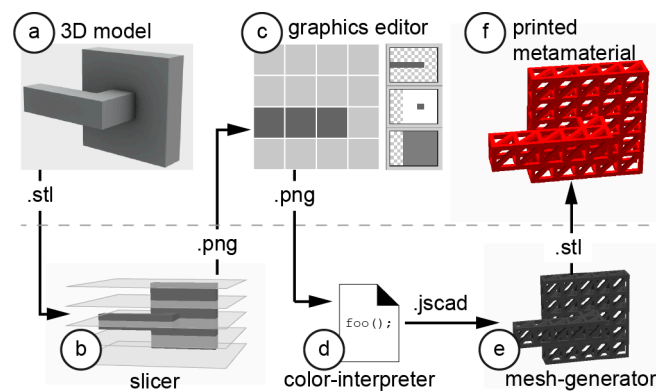 a 3D model
.stl
b
slicer
.png
c graphics editor
.png
d
foo();
color-interpreter
.jscad
e
mesh-generator
.stl
f printed
metamaterial